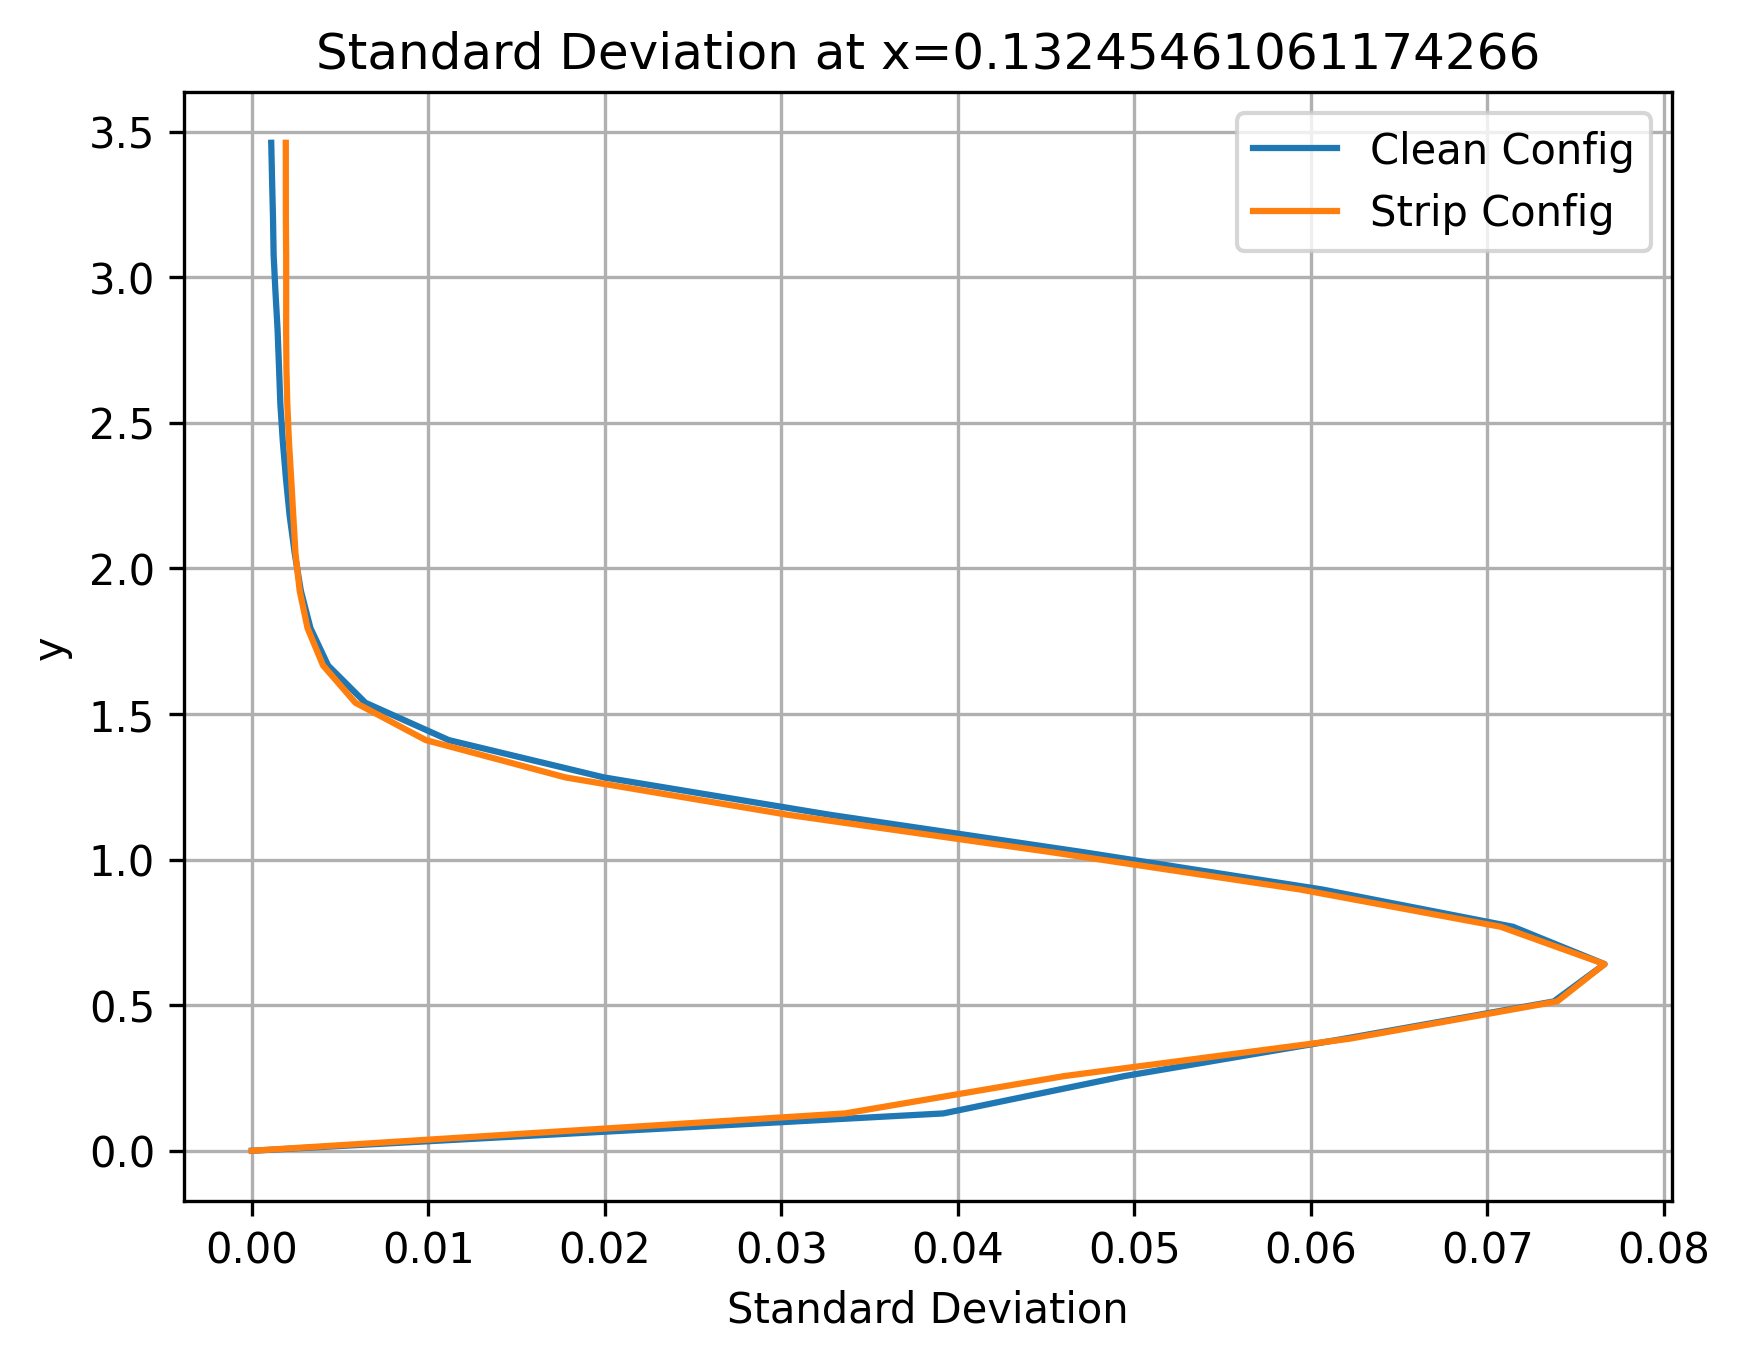 Standard Deviation at x=0.13245461061174266
Clean Config
Strip Config
3.5
3.0
2.5
2.0
1.5
1.0
0.5
0.0
y
0.00 0.01 0.02 0.03 0.04 0.05 0.06 0.07 0.08
Standard Deviation